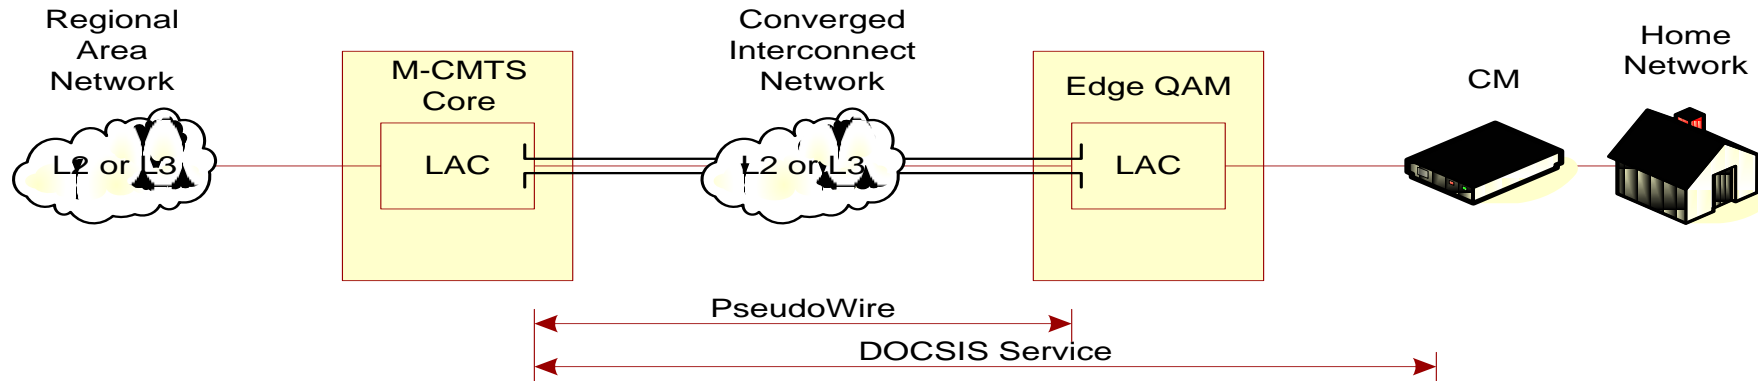 Regional
Area
Network
L2 or L3
M-CMTS
Core
LAC
Converged
Interconnect
Network
L2 or L3
Edge QAM
LAC
CM
Home
Network
PseudoWire
DOCSIS Service